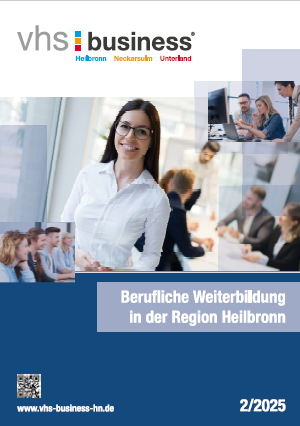 vhs business®
Heilbronn Neckarsulm Unterland
Berufliche Weiterbildung
in der Region Heilbronn
www.vhs-business-hn.de
2/2025